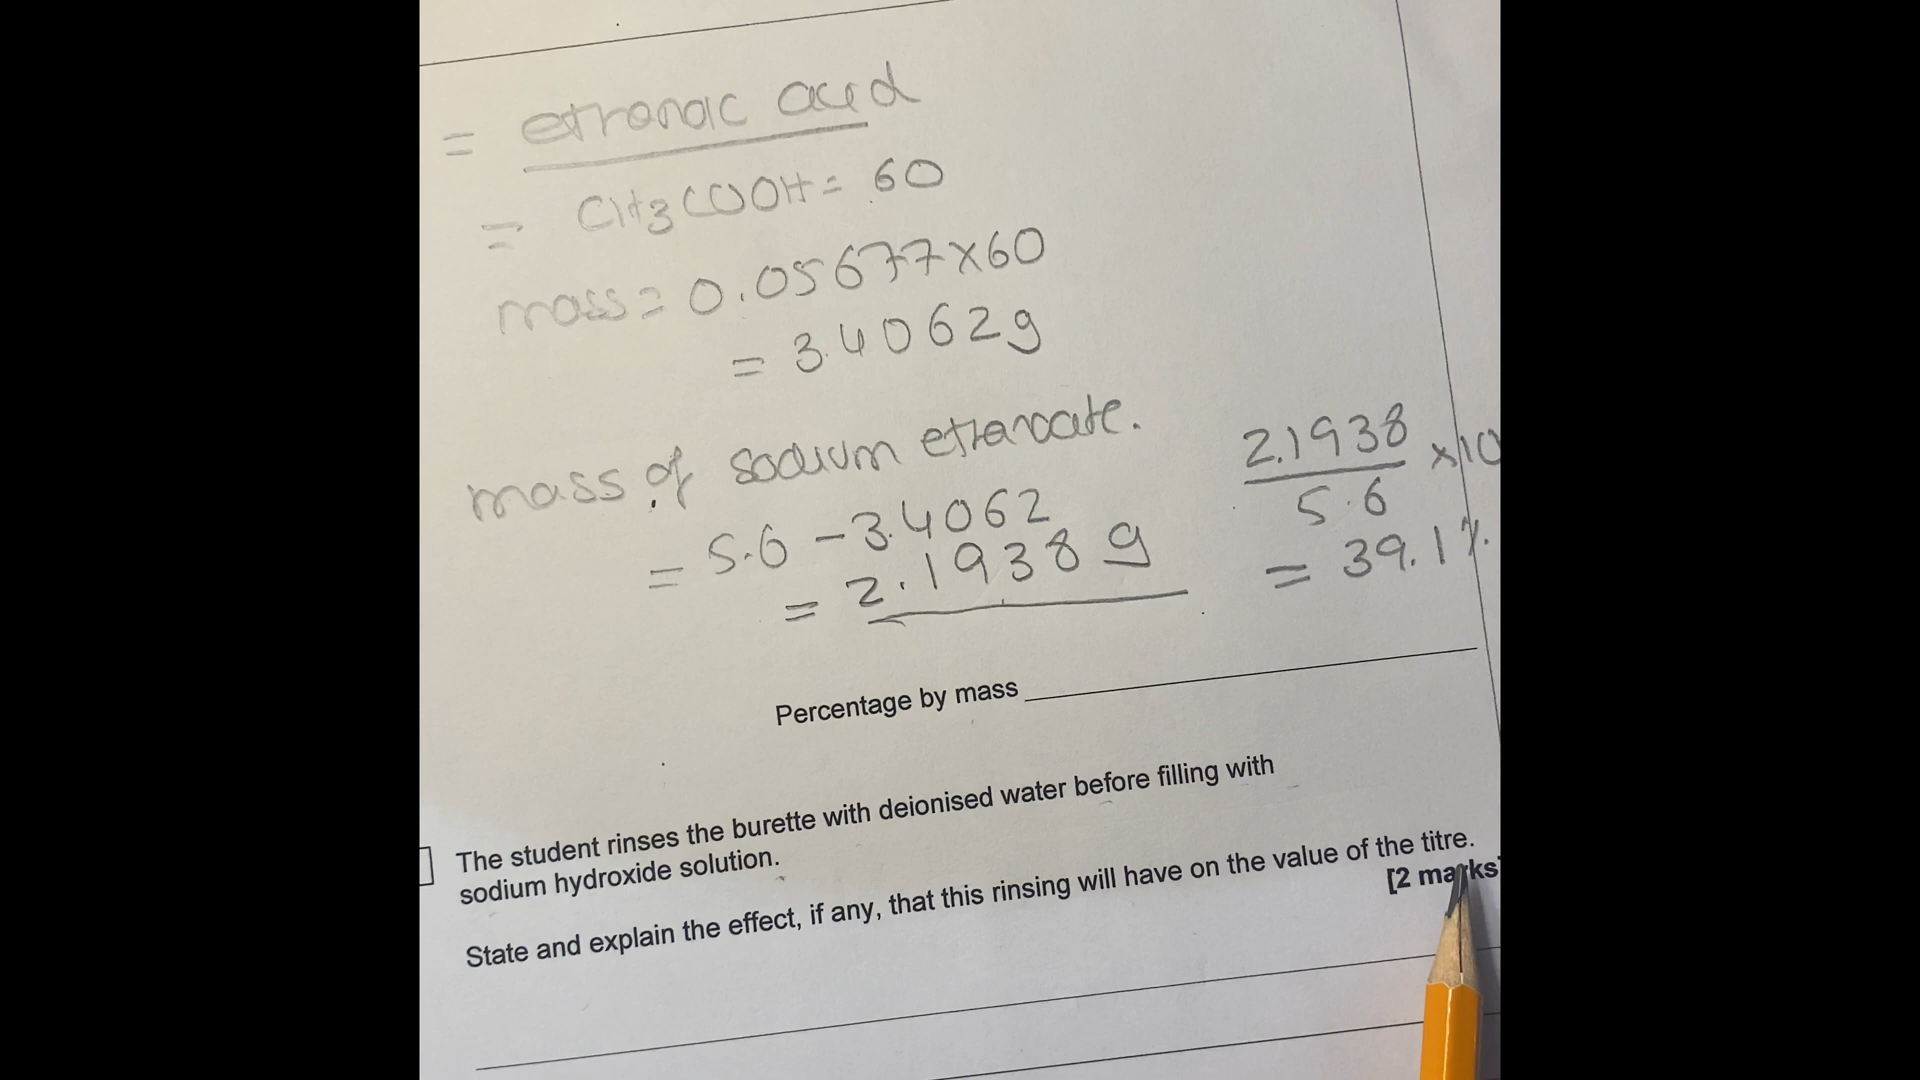 = ethanoic acid
= CH3COOH = 60
mass = 0.05677×60
= 3.4062g
mass of sodium ethanoate.
= 5.6 - 3.4062
= 2.1938 g
2.1938 ×10
5.6
= 39.1%
Percentage by mass
The student rinses the burette with deionised water before filling with
sodium hydroxide solution.
State and explain the effect, if any, that this rinsing will have on the value of the titre.
[2 marks